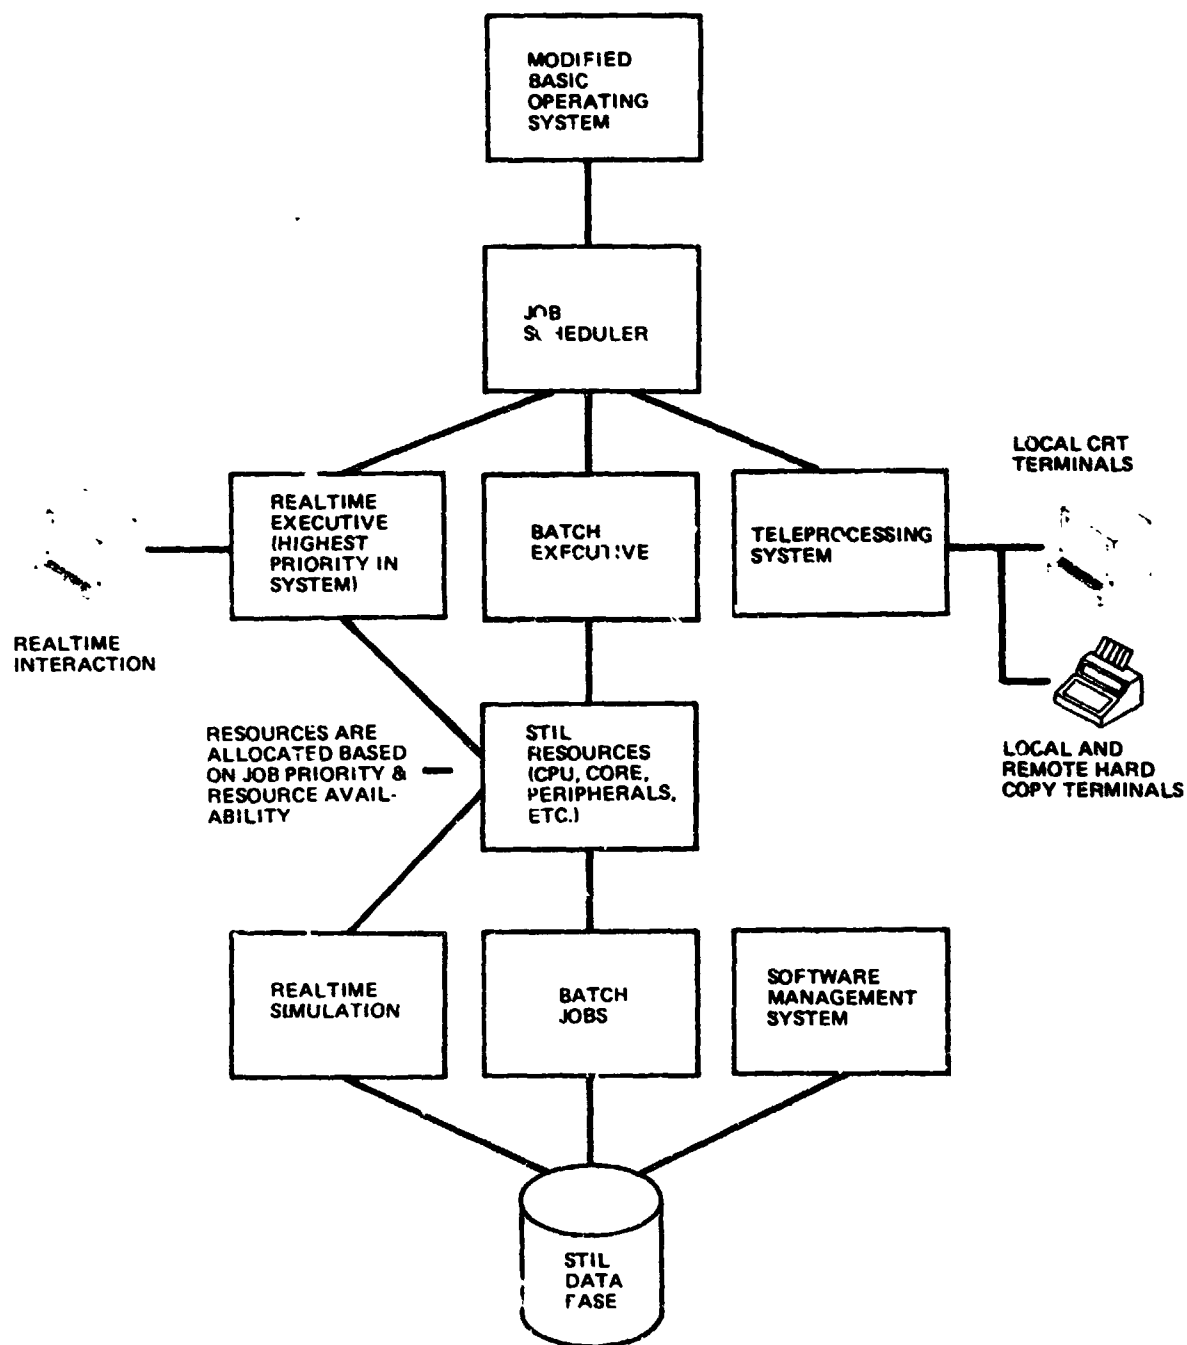 MODIFIED
BASIC
OPERATING
SYSTEM
JOB
SCHEDULER
LOCAL CRT
TERMINALS
REALTIME
EXECUTIVE
(HIGHEST
PRIORITY IN
SYSTEM)
BATCH
EXECUTIVE
TELEPROCESSING
SYSTEM
REALTIME
INTERACTION
RESOURCES ARE
ALLOCATED BASED
ON JOB PRIORITY &
RESOURCE AVAIL-
ABILITY
STIL
RESOURCES
(CPU, CORE,
PERIPHERALS,
ETC.)
LOCAL AND
REMOTE HARD
COPY TERMINALS
REALTIME
SIMULATION
BATCH
JOBS
SOFTWARE
MANAGEMENT
SYSTEM
STIL
DATA
BASE